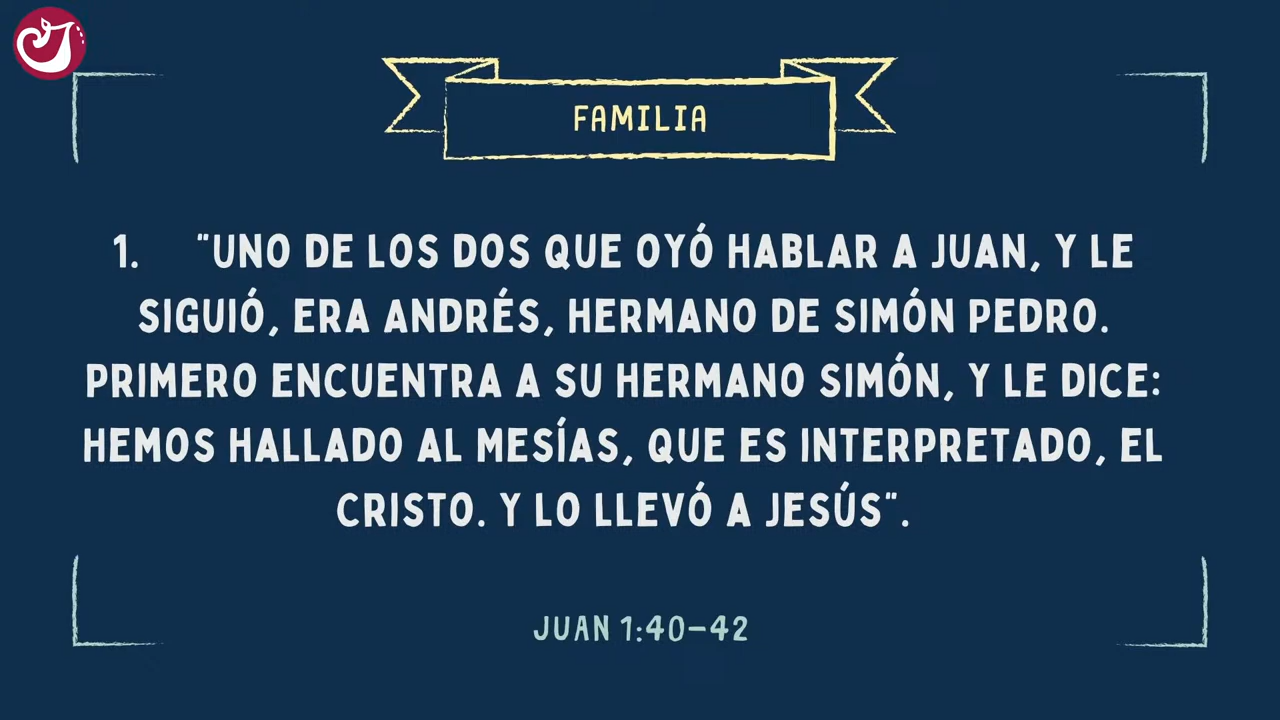 FAMILIA
1. "UNO DE LOS DOS QUE OYÓ HABLAR A JUAN, Y LE
SIGUIÓ, ERA ANDRÉS, HERMANO DE SIMÓN PEDRO.
PRIMERO ENCUENTRA A SU HERMANO SIMÓN, Y LE DICE:
HEMOS HALLADO AL MESÍAS, QUE ES INTERPRETADO, EL
CRISTO. Y LO LLEVÓ A JESÚS".
JUAN 1:40-42